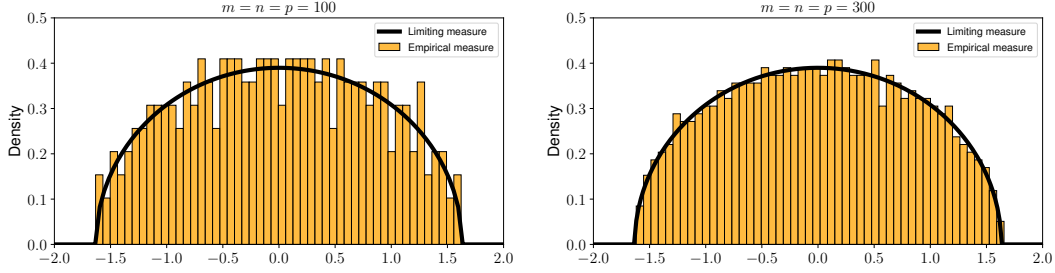 m = n = p = 100
Density
0.5
0.4
0.3
0.2
0.1
0.0
−2.0 −1.5 −1.0 −0.5 0.0 0.5 1.0 1.5 2.0
Limiting measure
Empirical measure
m = n = p = 300
Density
0.5
0.4
0.3
0.2
0.1
0.0
−2.0 −1.5 −1.0 −0.5 0.0 0.5 1.0 1.5 2.0
Limiting measure
Empirical measure